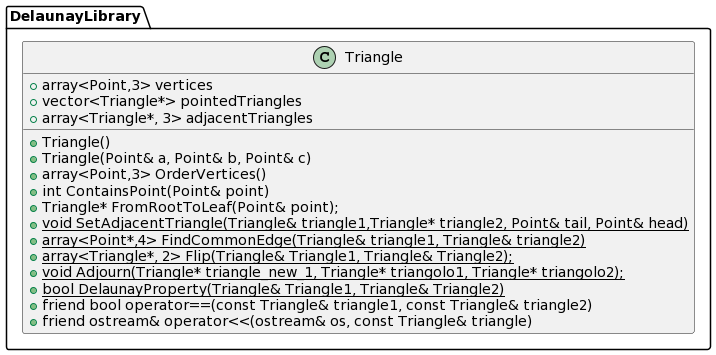 DelaunayLibrary
C Triangle
array<Point,3> vertices
vector<Triangle*> pointedTriangles
array<Triangle*, 3> adjacentTriangles
Triangle()
Triangle(Point& a, Point& b, Point& c)
array<Point,3> OrderVertices()
int ContainsPoint(Point& point)
Triangle* FromRootToLeaf(Point& point);
void SetAdjacentTriangle(Triangle& triangle1,Triangle* triangle2, Point& tail, Point& head)
array<Point*,4> FindCommonEdge(Triangle& triangle1, Triangle& triangle2)
array<Triangle*, 2> Flip(Triangle& Triangle1, Triangle& Triangle2);
void Adjourn(Triangle* triangle_new_1, Triangle* triangolo1, Triangle* triangolo2);
bool DelaunayProperty(Triangle& Triangle1, Triangle& Triangle2)
friend bool operator==(const Triangle& triangle1, const Triangle& triangle2)
friend ostream& operator<<(ostream& os, const Triangle& triangle)